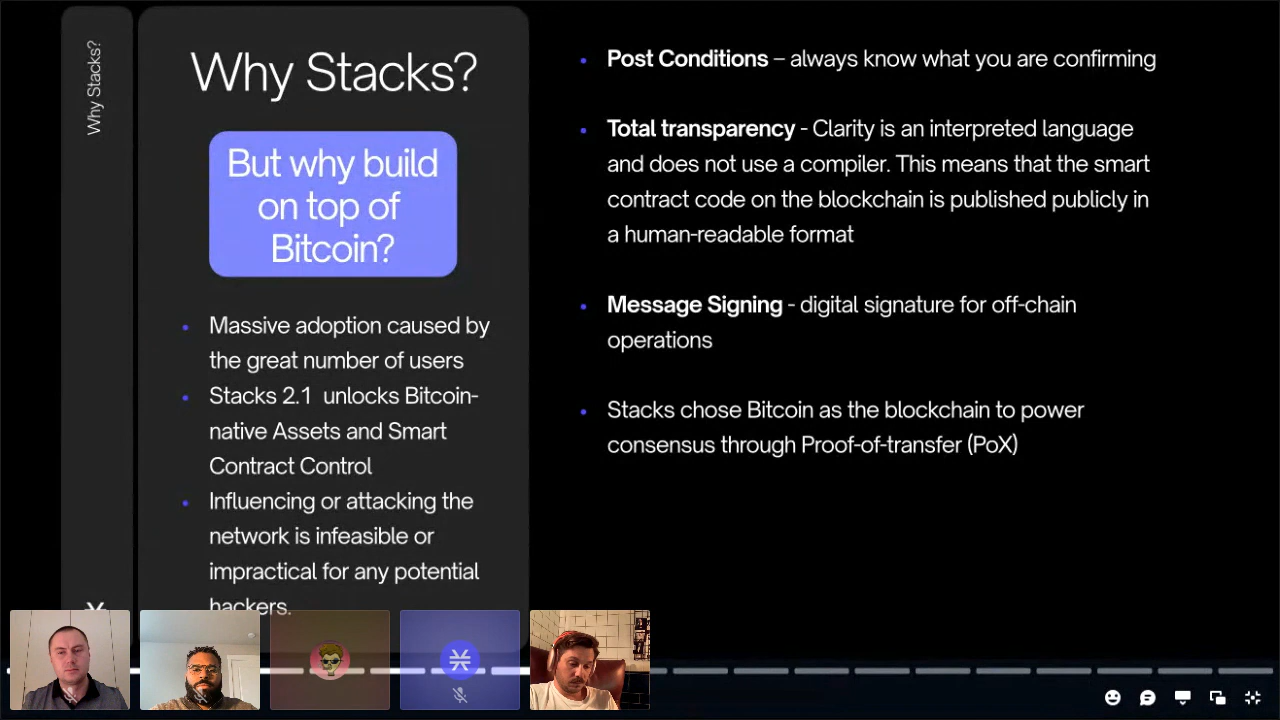 Why Stacks?
Why Stacks?
But why build
on top of
Bitcoin?
• Massive adoption caused by
the great number of users
• Stacks 2.1  unlocks Bitcoin-
native Assets and Smart
Contract Control
• Influencing or attacking the
network is infeasible or
impractical for any potential
hackers.
• Post Conditions – always know what you are confirming
• Total transparency - Clarity is an interpreted language
and does not use a compiler. This means that the smart
contract code on the blockchain is published publicly in
a human-readable format
• Message Signing - digital signature for off-chain
operations
• Stacks chose Bitcoin as the blockchain to power
consensus through Proof-of-transfer (PoX)